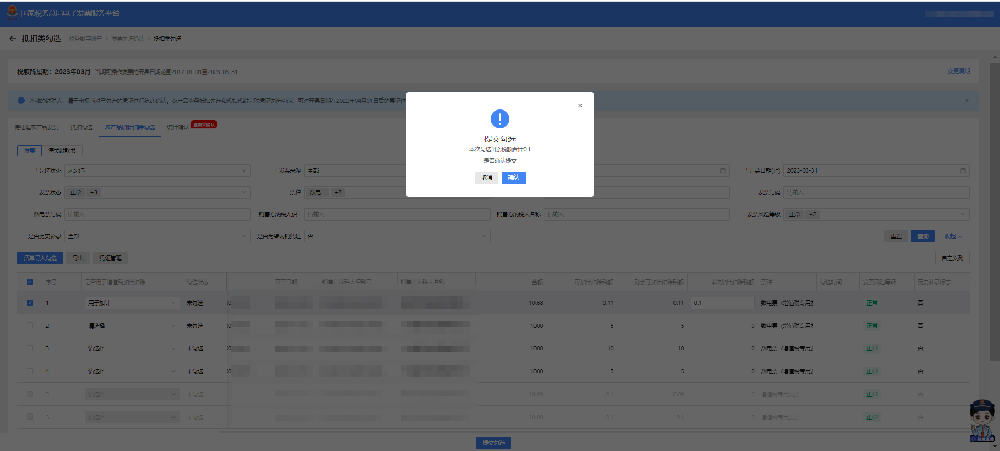 国家税务总局电子发票服务平台
抵扣类勾选 税务数字账户 > 发票勾选确认 > 抵扣类勾选
税款所属期：2023年03月 当期可操作发票的开具日期范围2017-01-01至2023-03-31 变更属期
尊敬的纳税人，请于申报前对已勾选的凭证进行统计确认。农产品业务抵扣勾选和代扣代缴完税凭证勾选功能，可对开具日期在2022年04月01日后的票证进
待处理农产品发票 抵扣勾选 农产品加计扣除勾选 统计确认 当期未确认
提交勾选
本次勾选1份,税额合计0.1
是否确认提交
取消 确认
发票 海关缴款书
* 勾选状态 未勾选 * 发票来源 全部 * 开票日期(止) 2023-03-31
发票状态 正常 +3 票种 数电... +7 发票号码 请输入
数电票号码 请输入 销售方纳税人识... 请输入 销售方纳税人名称 请输入 发票风险等级 正常 +2
是否历史补录 全部 是否为转内销凭证 否 重置 查询 收起
清单导入勾选 导出 凭证管理 自定义列
序号 是否用于增值税加计扣除 勾选状态 开票日期 销售方纳税人识别号 销售方纳税人名称 金额 可加计扣除税额 剩余可加计扣除税额 本次加计扣除税额 票种 勾选时间 发票风险等级 历史补录标志
1 用于加计 未勾选 00 10.68 0.11 0.11 0.1 数电票（增值税专用发 正常 否
2 请选择 未勾选 00 1000 5 5 0 数电票（增值税专用发 正常 否
3 请选择 未勾选 00 1000 10 10 0 数电票（增值税专用发 正常 否
4 请选择 未勾选 00 1000 5 5 0 数电票（增值税专用发 正常 否
5 请选择 未勾选 10.09 0.1 0.09 0 增值税专用发票 正常 否
6 请选择 未勾选 10.09 0.1 0.1 0 增值税专用发票 正常 否
提交勾选